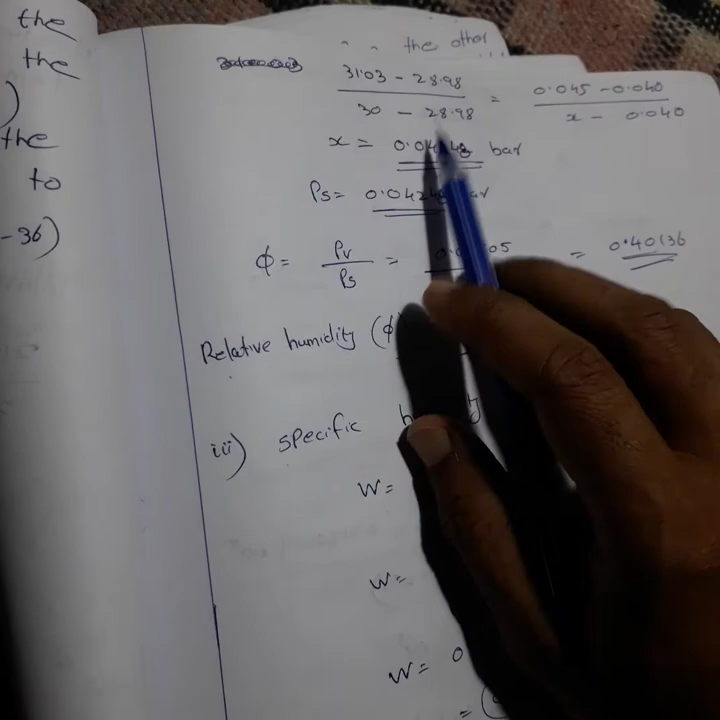 the
the
)
the
to
-36)
the other
31.03 - 28.98 / 30 - 28.98 = 0.045 - 0.040 / x - 0.040
x = bar
Ps=
ϕ = Pv / Ps = = 0.40136
Relative humidity (ϕ
iii) specific
W=
W=
W= 0
=